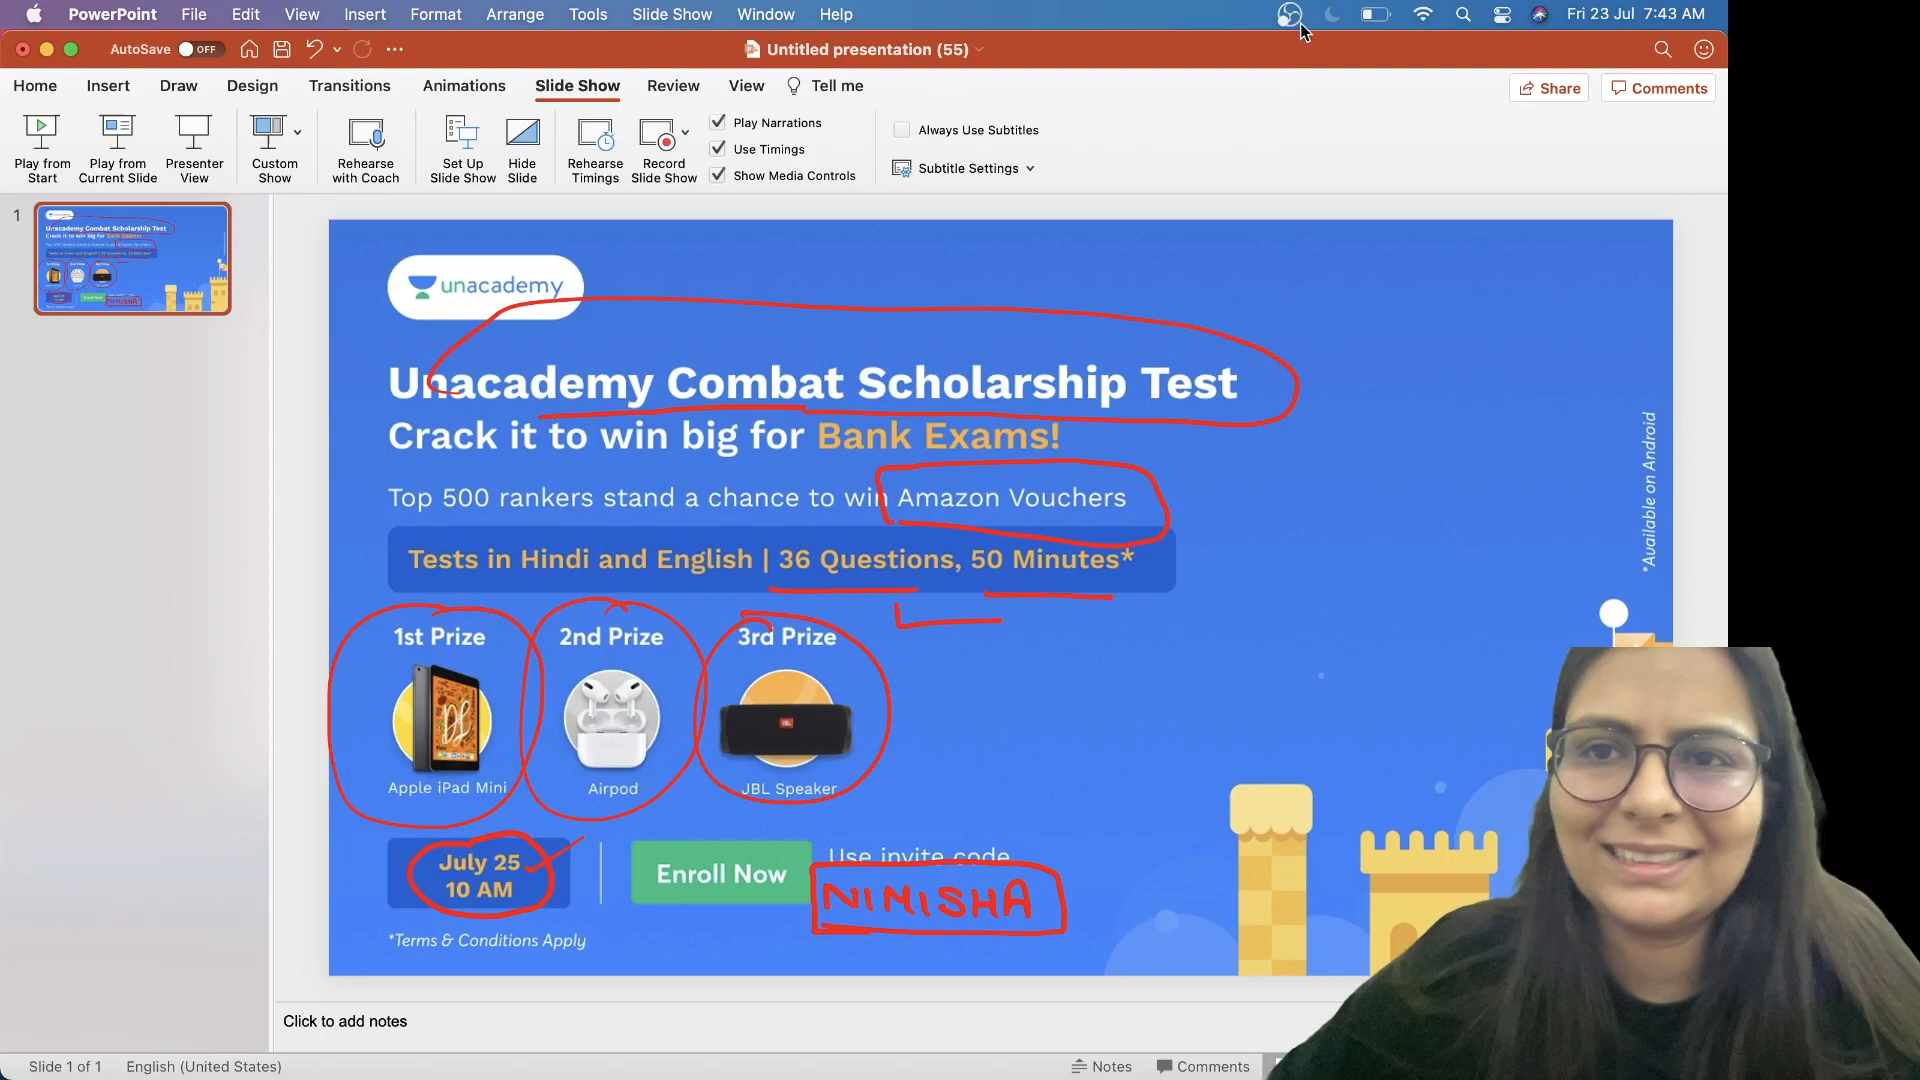 PowerPoint File Edit View Insert Format Arrange Tools Slide Show Window Help Fri 23 Jul 7:43 AM
AutoSave OFF Untitled presentation (55)
Home Insert Draw Design Transitions Animations Slide Show Review View Tell me Share Comments
Play from Start
Play from Current Slide
Presenter View
Custom Show
Rehearse with Coach
Set Up Slide Show
Hide Slide
Rehearse Timings
Record Slide Show
Play Narrations
Use Timings
Show Media Controls
Always Use Subtitles
Subtitle Settings
1
unacademy
Unacademy Combat Scholarship Test
Crack it to win big for Bank Exams!
Top 500 rankers stand a chance to win Amazon Vouchers
Tests in Hindi and English | 36 Questions, 50 Minutes*
*Available on Android
1st Prize 2nd Prize 3rd Prize
Apple iPad Mini Airpod JBL Speaker
July 25
10 AM
Enroll Now
Use invite code
NIMISHA
*Terms & Conditions Apply
Click to add notes
Slide 1 of 1 English (United States) Notes Comments